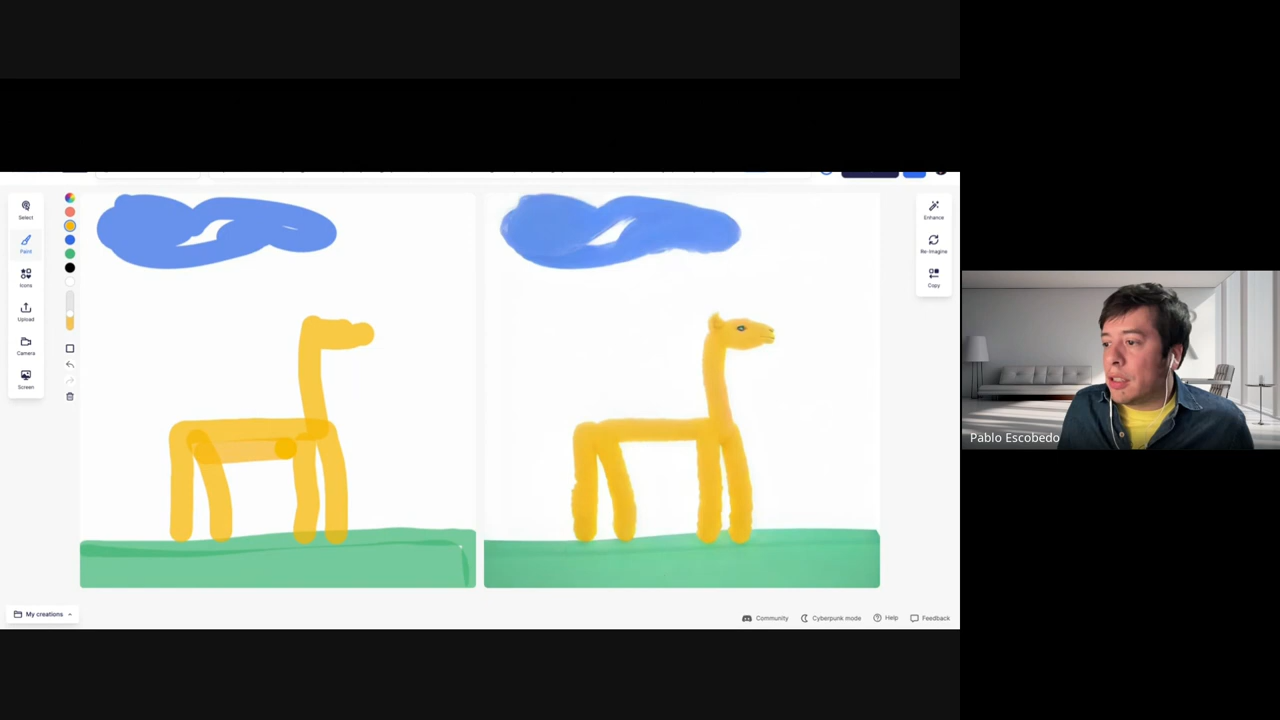 Select
Paint
Icons
Upload
Camera
Screen
Enhance
Re-Imagine
Copy
Pablo Escobedo
My creations
Community
Cyberpunk mode
Help
Feedback